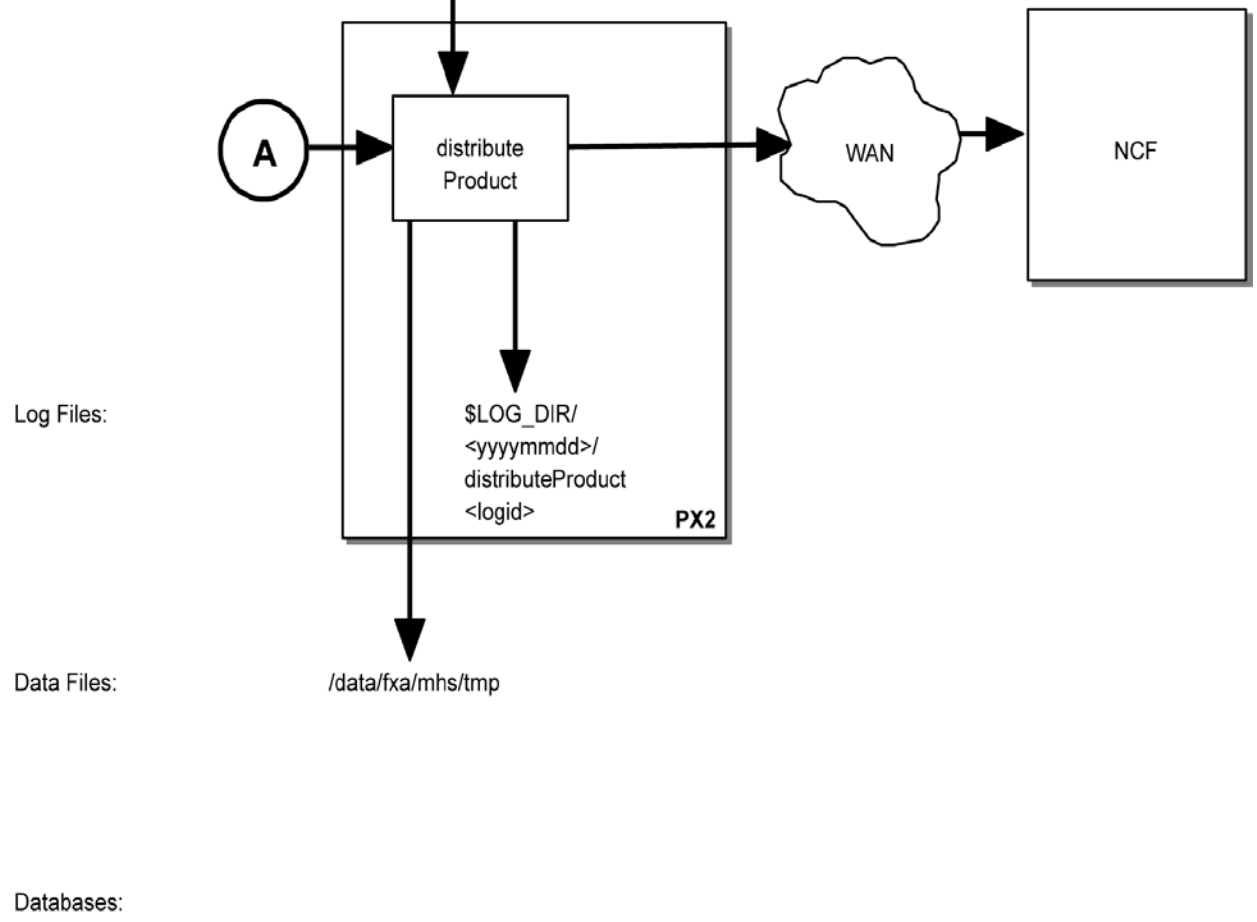 A
distribute
Product
WAN
NCF
Log Files:
$LOG_DIR/
<yyyymmdd>/
distributeProduct
<logid>
PX2
Data Files:
/data/fxa/mhs/tmp
Databases: